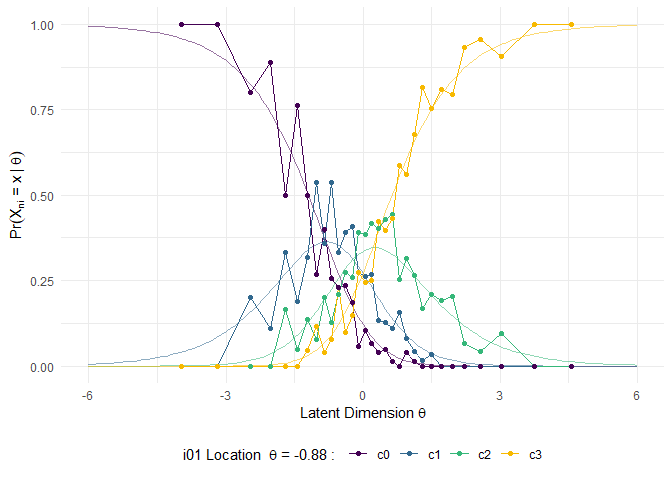 1.00
0.75
0.50
0.25
0.00
Pr(Xni = x | θ)
-6 -3 0 3 6
Latent Dimension θ
i01 Location θ = -0.88 : c0 c1 c2 c3